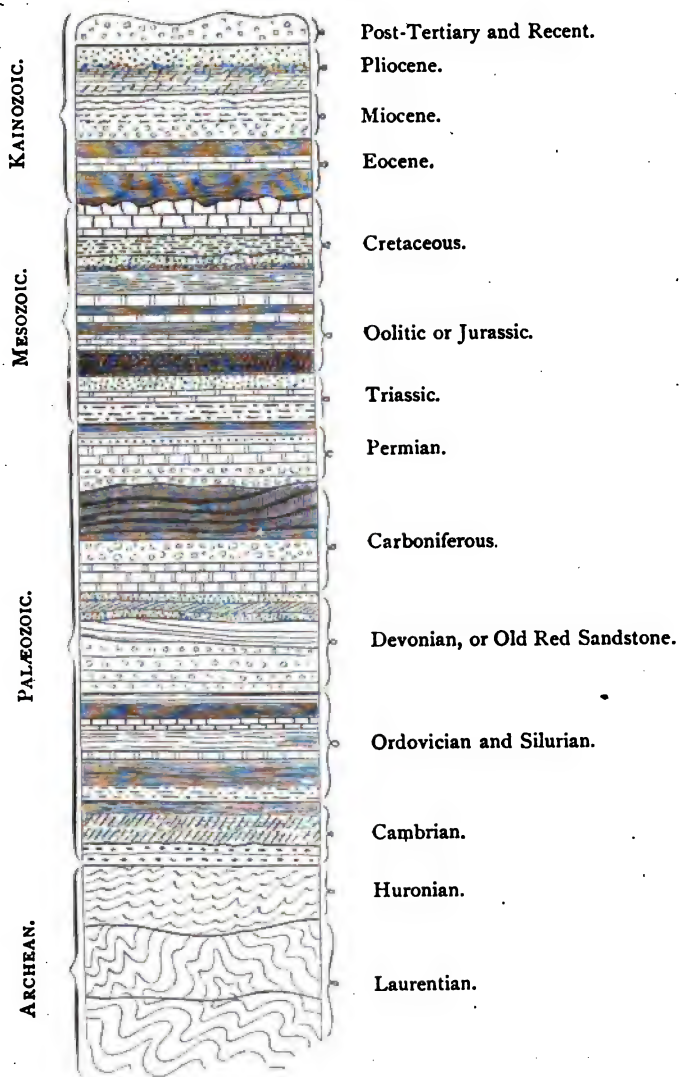 KAINOZOIC.
Post-Tertiary and Recent.
Pliocene.
Miocene.
Eocene.
MESOZOIC.
Cretaceous.
Oolitic or Jurassic.
Triassic.
PALÆOZOIC.
Permian.
Carboniferous.
Devonian, or Old Red Sandstone.
Ordovician and Silurian.
Cambrian.
ARCHEAN.
Huronian.
Laurentian.